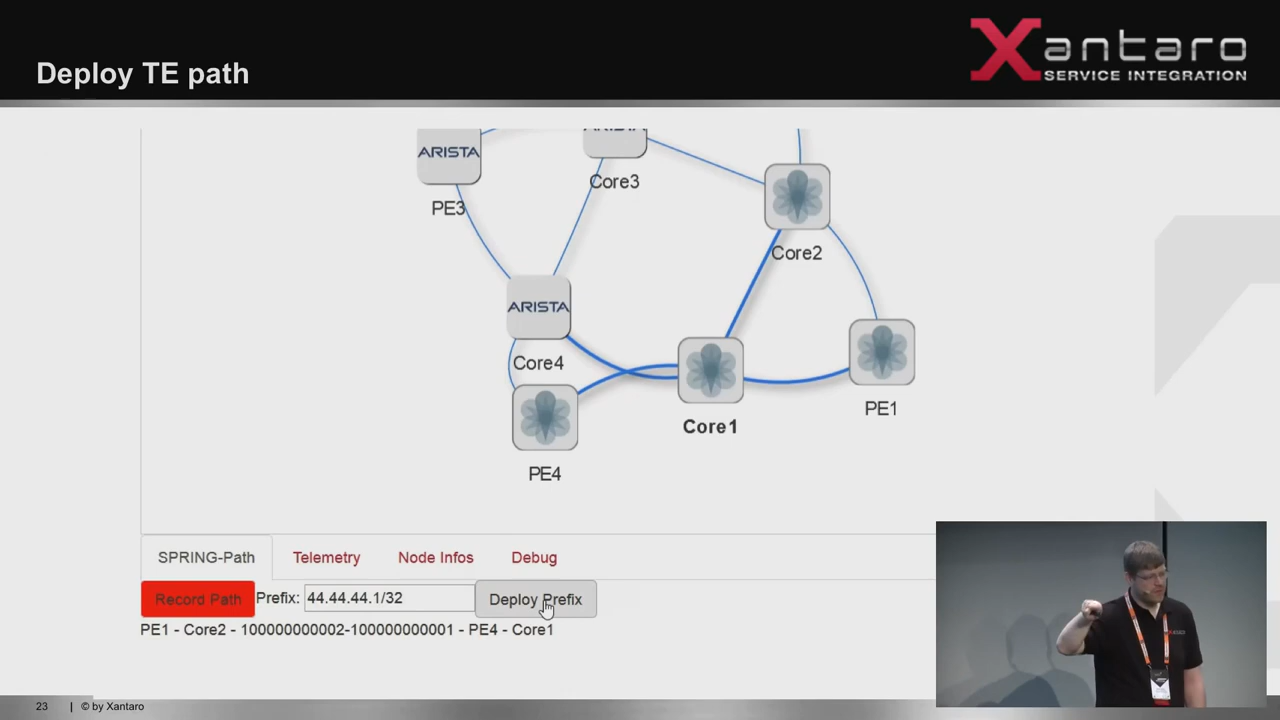 Deploy TE path
Xantaro
SERVICE INTEGRATION
ARISTA
ARISTA
Core3
PE3
Core2
ARISTA
Core4
Core1
PE1
PE4
SPRING-Path
Telemetry
Node Infos
Debug
Record Path
Prefix:
44.44.44.1/32
Deploy Prefix
PE1 - Core2 - 100000000002-100000000001 - PE4 - Core1
23 | © by Xantaro